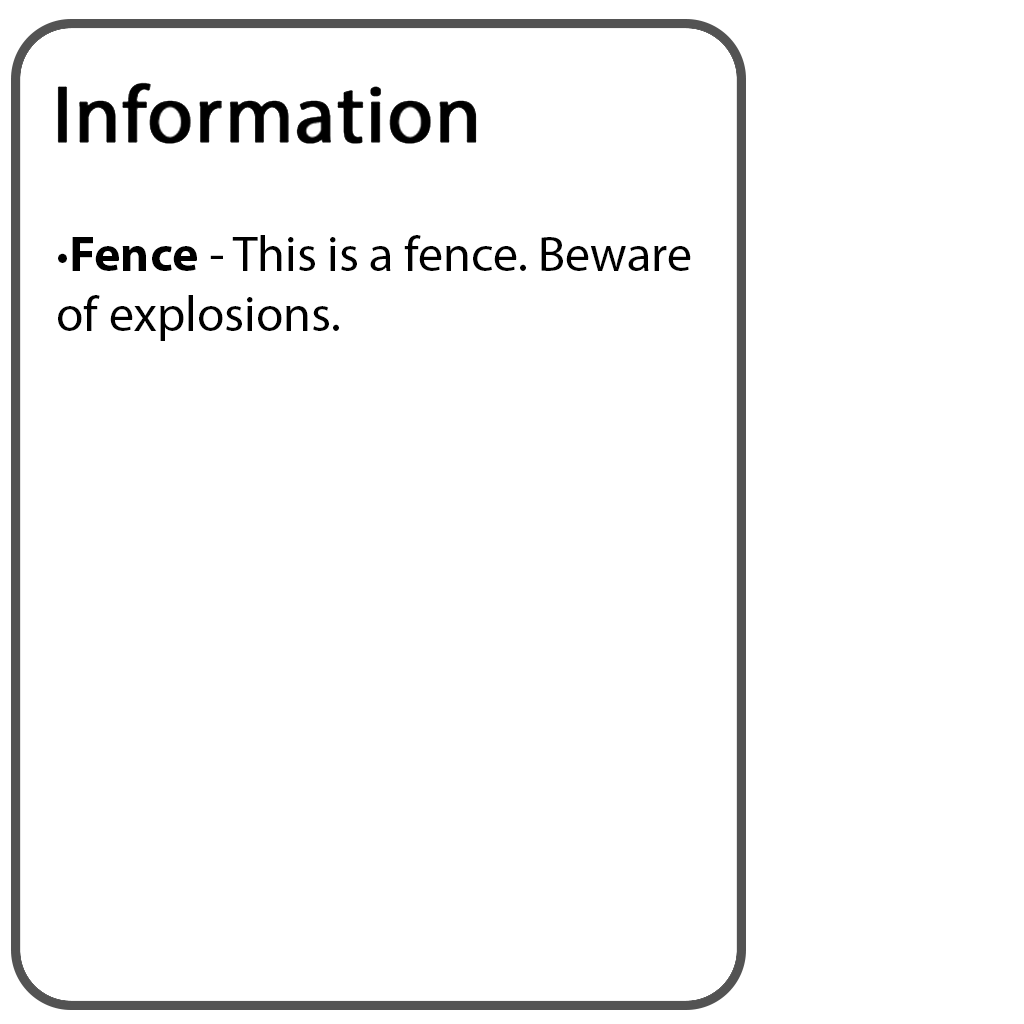 Information
•Fence - This is a fence. Beware
of explosions.